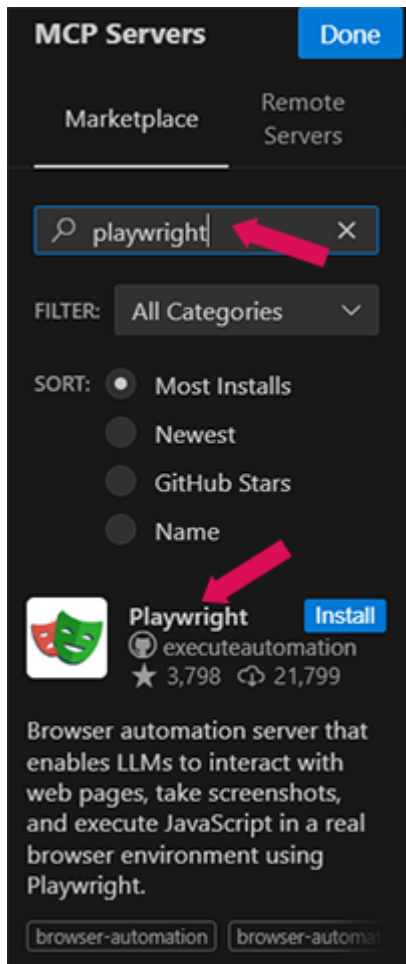 MCP Servers
Done
Marketplace
Remote
Servers
playwright
FILTER:
All Categories
SORT:
Most Installs
Newest
GitHub Stars
Name
Playwright
Install
executeautomation
3,798 21,799
Browser automation server that
enables LLMs to interact with
web pages, take screenshots,
and execute JavaScript in a real
browser environment using
Playwright.
browser-automation
browser-automat